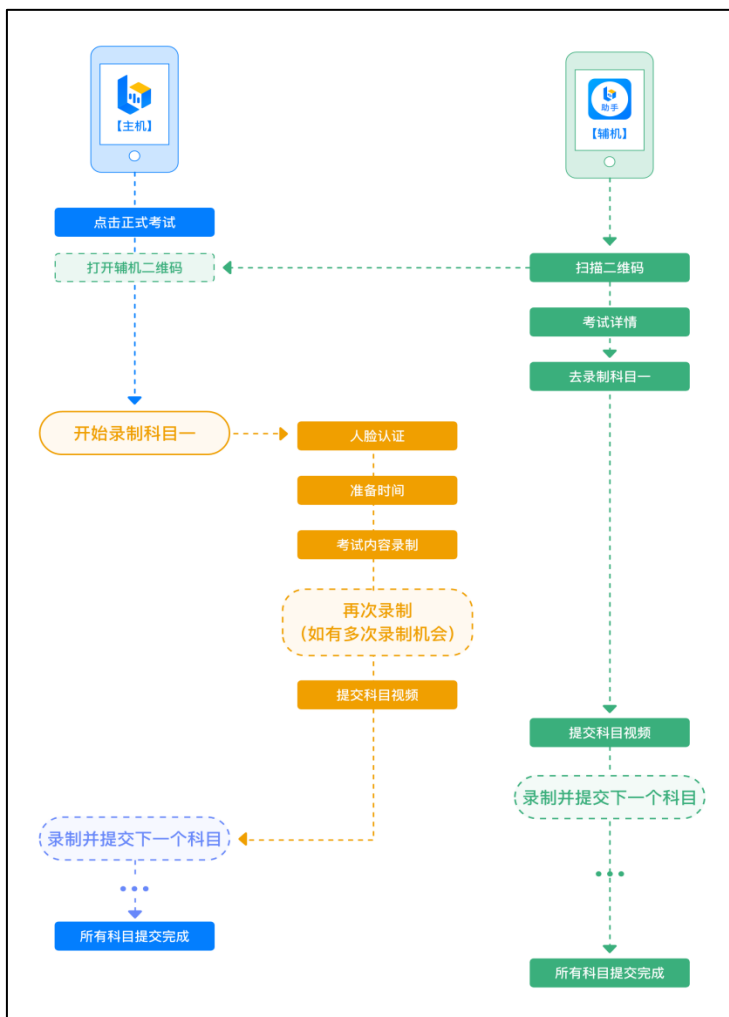 【主机】
助手
【辅机】
点击正式考试
打开辅机二维码
扫描二维码
考试详情
去录制科目一
开始录制科目一
人脸认证
准备时间
考试内容录制
再次录制
（如有多次录制机会）
提交科目视频
提交科目视频
录制并提交下一个科目
录制并提交下一个科目
所有科目提交完成
所有科目提交完成